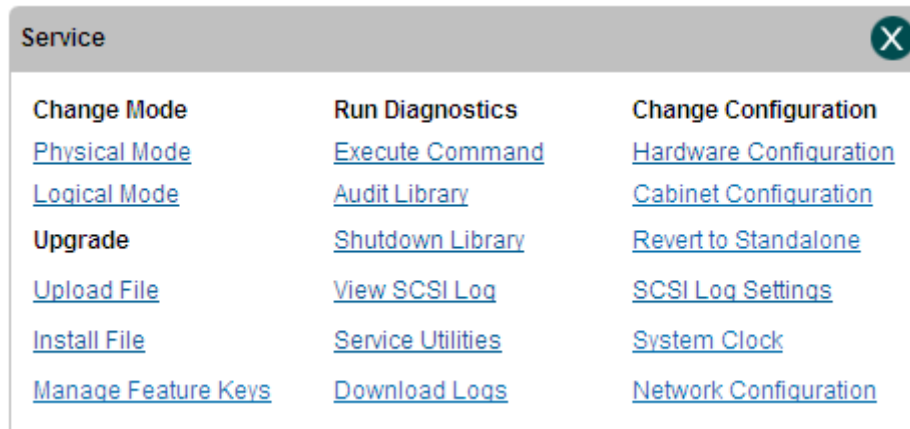 Service
X
Change Mode
Physical Mode
Logical Mode
Upgrade
Upload File
Install File
Manage Feature Keys
Run Diagnostics
Execute Command
Audit Library
Shutdown Library
View SCSI Log
Service Utilities
Download Logs
Change Configuration
Hardware Configuration
Cabinet Configuration
Revert to Standalone
SCSI Log Settings
System Clock
Network Configuration